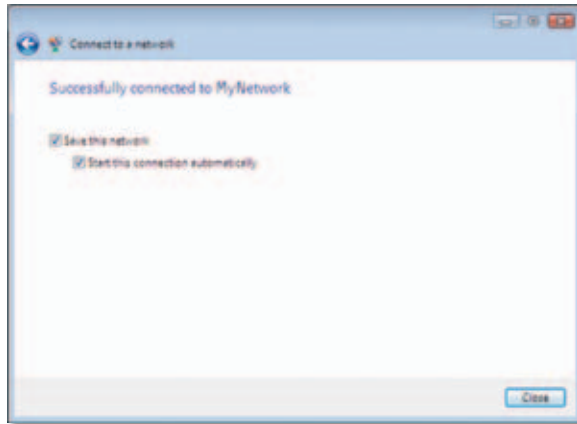 Connect to a network
Successfully connected to MyNetwork
Save this network
Start this connection automatically
Close